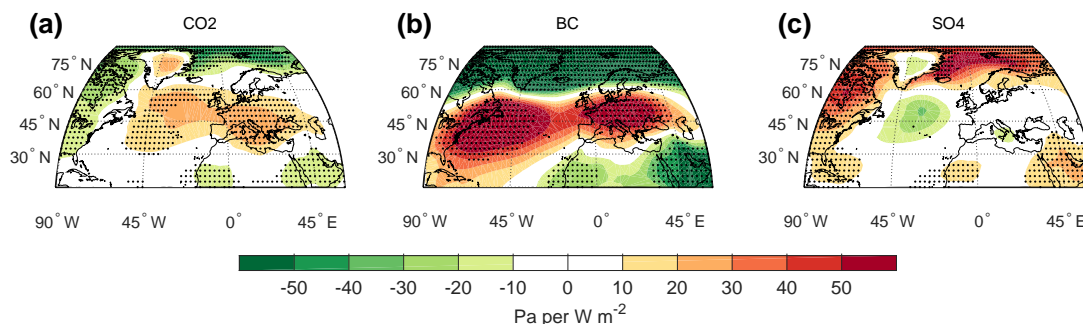 (a) CO2 (b) BC (c) SO4
75° N 75° N 75° N
60° N 60° N 60° N
45° N 45° N 45° N
30° N 30° N 30° N
90° W 45° W 0° 45° E 90° W 45° W 0° 45° E 90° W 45° W 0° 45° E
-50 -40 -30 -20 -10 0 10 20 30 40 50
Pa per W m⁻²